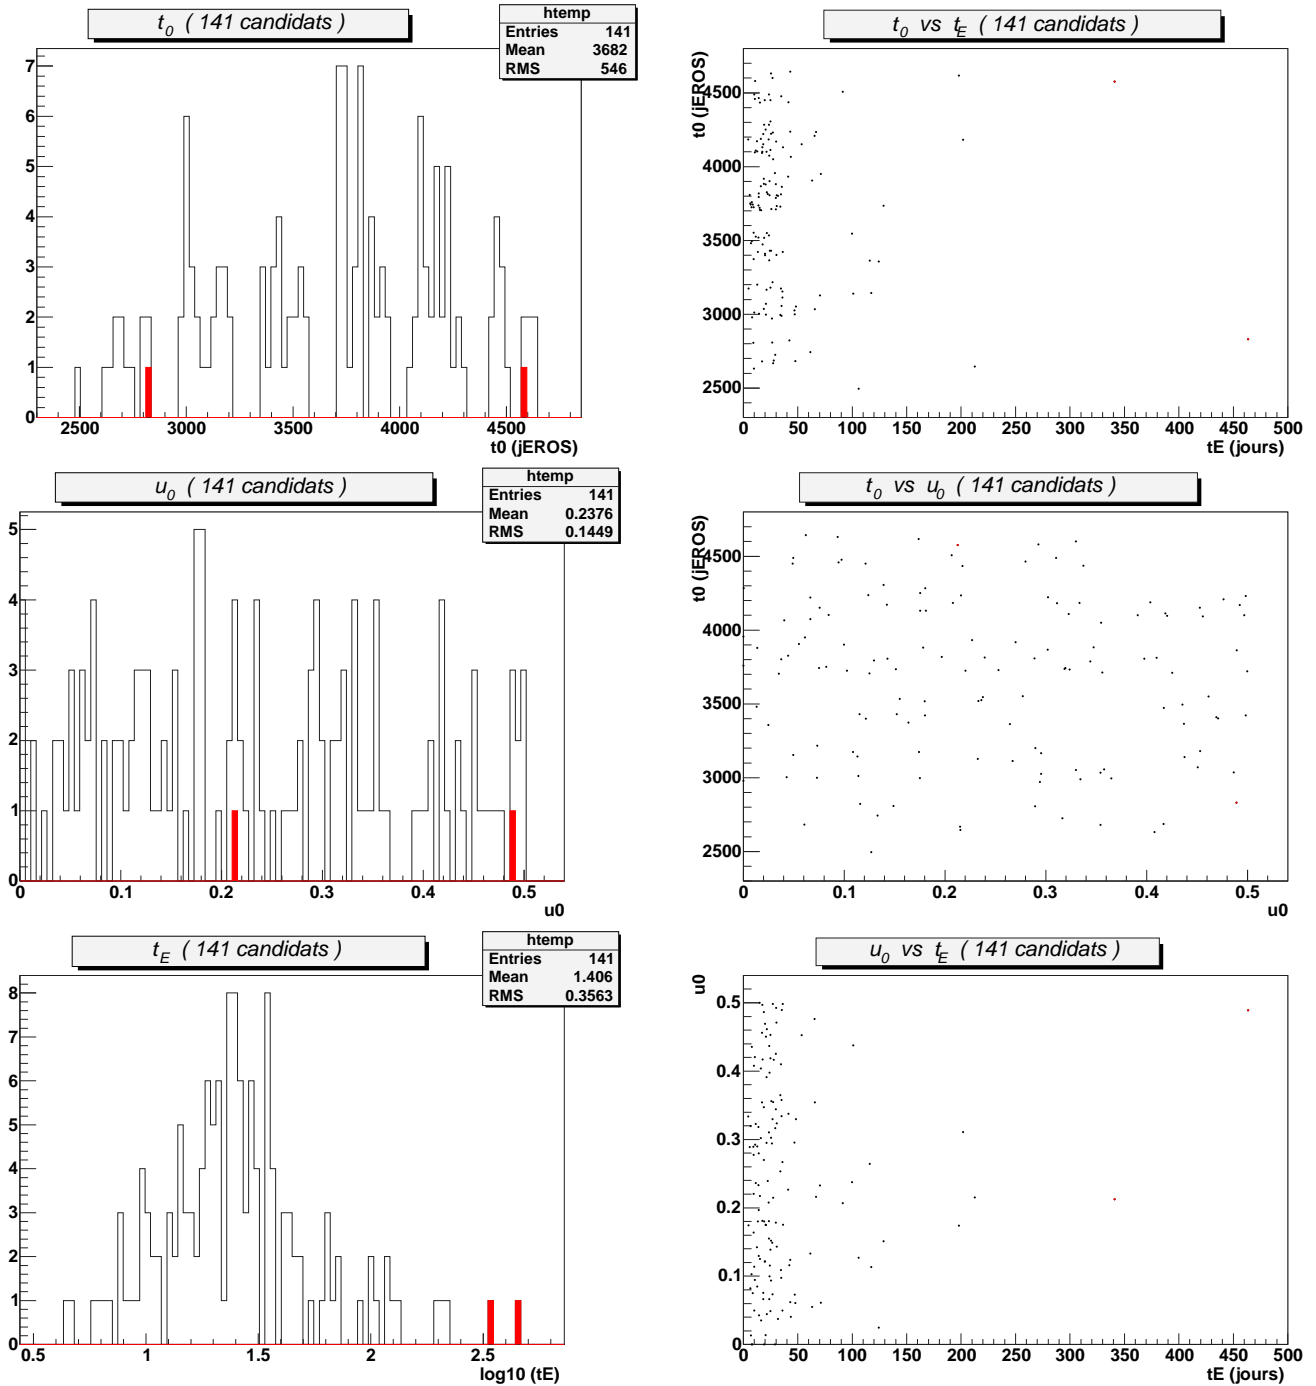 t0 ( 141 candidats )
htemp
Entries 141
Mean 3682
RMS 546
7
6
5
4
3
2
1
0
2500 3000 3500 4000 4500
t0 (jEROS)
t0 vs tE ( 141 candidats )
t0 (jEROS)
4500
4000
3500
3000
2500
0 50 100 150 200 250 300 350 400 450 500
tE (jours)
u0 ( 141 candidats )
htemp
Entries 141
Mean 0.2376
RMS 0.1449
5
4
3
2
1
0
0 0.1 0.2 0.3 0.4 0.5
u0
t0 vs u0 ( 141 candidats )
t0 (jEROS)
4500
4000
3500
3000
2500
0 0.1 0.2 0.3 0.4 0.5
u0
tE ( 141 candidats )
htemp
Entries 141
Mean 1.406
RMS 0.3563
8
7
6
5
4
3
2
1
0
0.5 1 1.5 2 2.5
log10 (tE)
u0 vs tE ( 141 candidats )
u0
0.5
0.4
0.3
0.2
0.1
0
0 50 100 150 200 250 300 350 400 450 500
tE (jours)